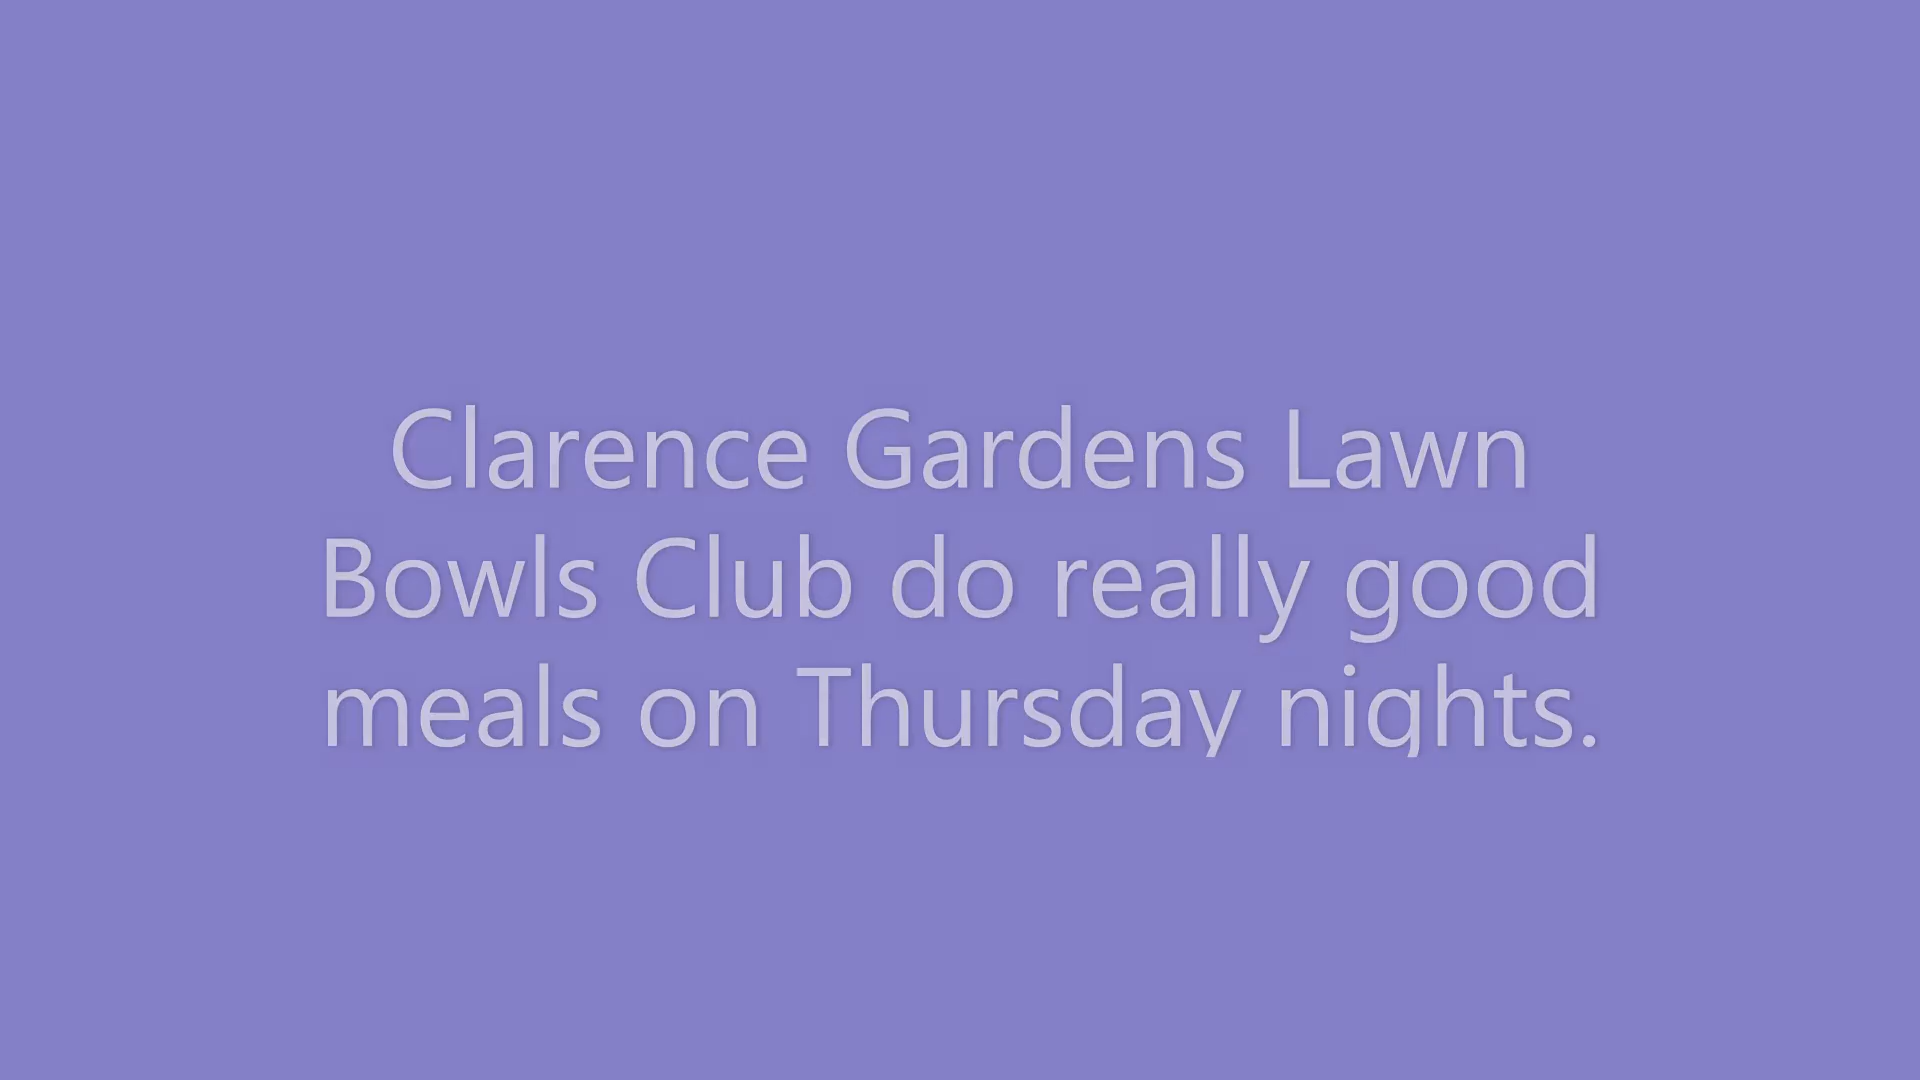 Clarence Gardens Lawn
Bowls Club do really good
meals on Thursday nights.